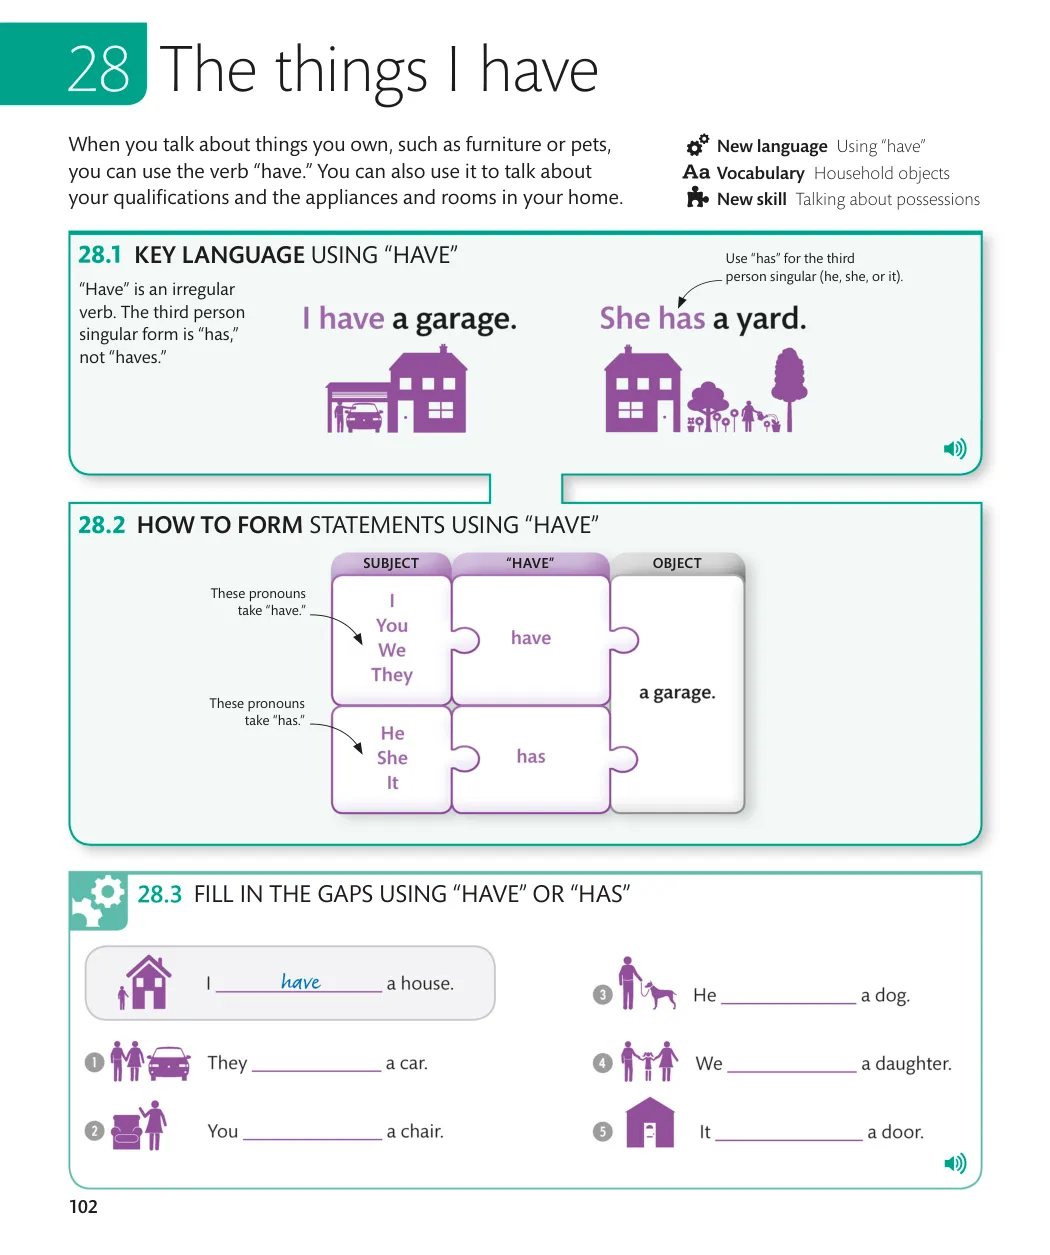 28 The things I have
When you talk about things you own, such as furniture or pets,
you can use the verb “have.” You can also use it to talk about
your qualifications and the appliances and rooms in your home.
New language Using “have”
Aa Vocabulary Household objects
New skill Talking about possessions
28.1 KEY LANGUAGE USING “HAVE”
“Have” is an irregular
verb. The third person
singular form is “has,”
not “haves.”
I have a garage.
Use “has” for the third
person singular (he, she, or it).
She has a yard.
28.2 HOW TO FORM STATEMENTS USING “HAVE”
SUBJECT “HAVE” OBJECT
These pronouns
take “have.”
I
You
We
They
have
a garage.
These pronouns
take “has.”
He
She
It
has
28.3 FILL IN THE GAPS USING “HAVE” OR “HAS”
I have a house.
1 They ____________ a car.
2 You ____________ a chair.
3 He ____________ a dog.
4 We ____________ a daughter.
5 It ____________ a door.
102